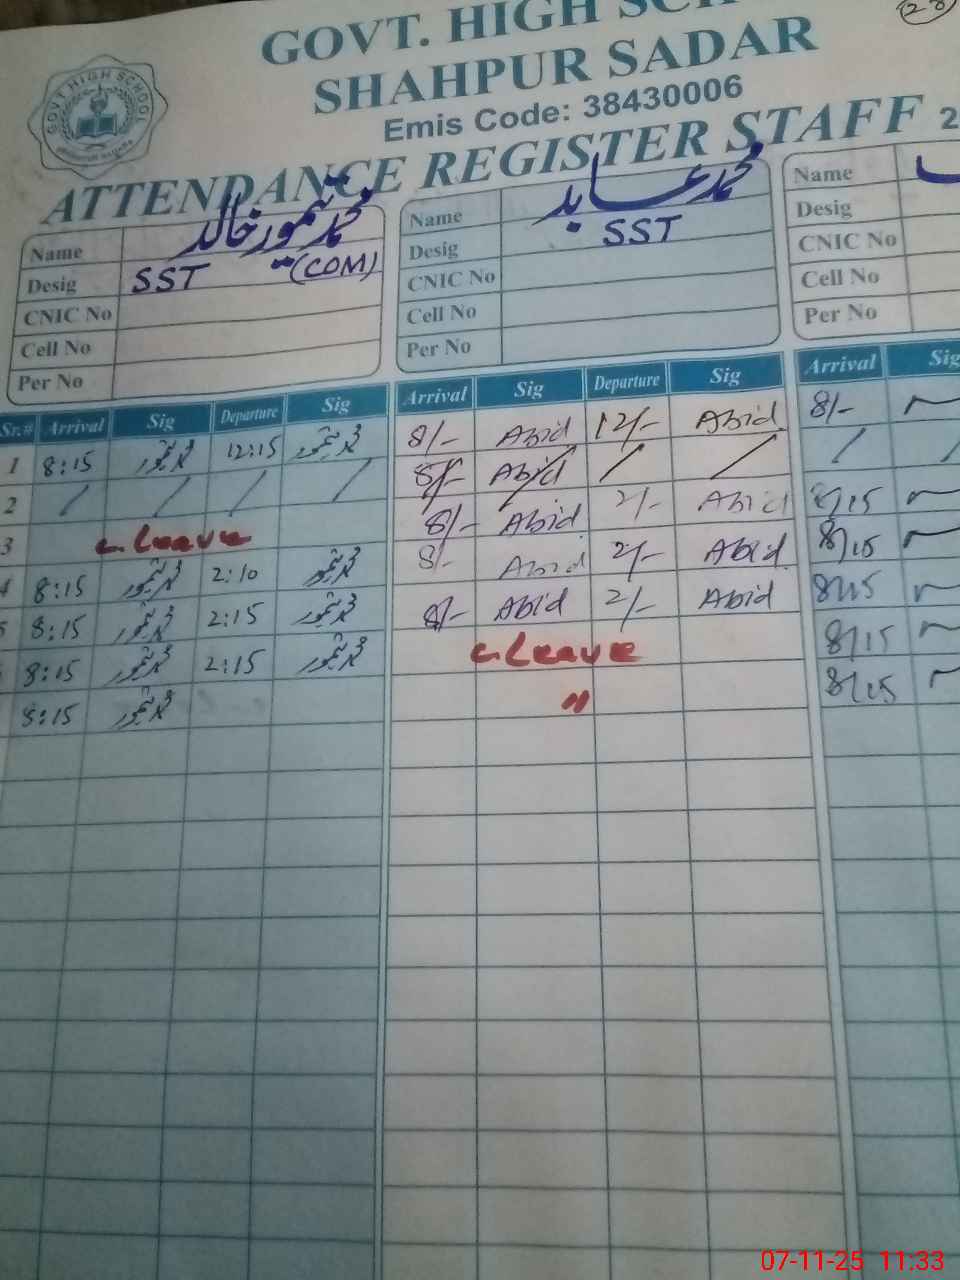 GOVT. HIGH SCH
SHAHPUR SADAR
Emis Code: 38430006
ATTENDANCE REGISTER STAFF 2
GOVT HIGH SCHOOL
Name محمد تیمور خالد
Desig SST (COM)
CNIC No
Cell No
Per No
Name محمد عابد
Desig SST
CNIC No
Cell No
Per No
Name
Desig
CNIC No
Cell No
Per No
Sr.# Arrival Sig Departure Sig
1 8:15 محمد تیمور 12:15 محمد تیمور
2 / / / /
3 c. Leave
4 8:15 محمد تیمور 2:10 محمد تیمور
5 8:15 محمد تیمور 2:15 محمد تیمور
8:15 محمد تیمور 2:15 محمد تیمور
8:15 محمد تیمور
Arrival Sig Departure Sig
8/- Abid 12/- Abid
8/- Abid / /
8/- Abid 2/- Abid
8/- Abid 2/- Abid
8/- Abid 2/- Abid
c. Leave
"
Arrival Sig
8/-
/ /
8/15
8/15
8/15
8/15
8/15
07-11-25 11:33